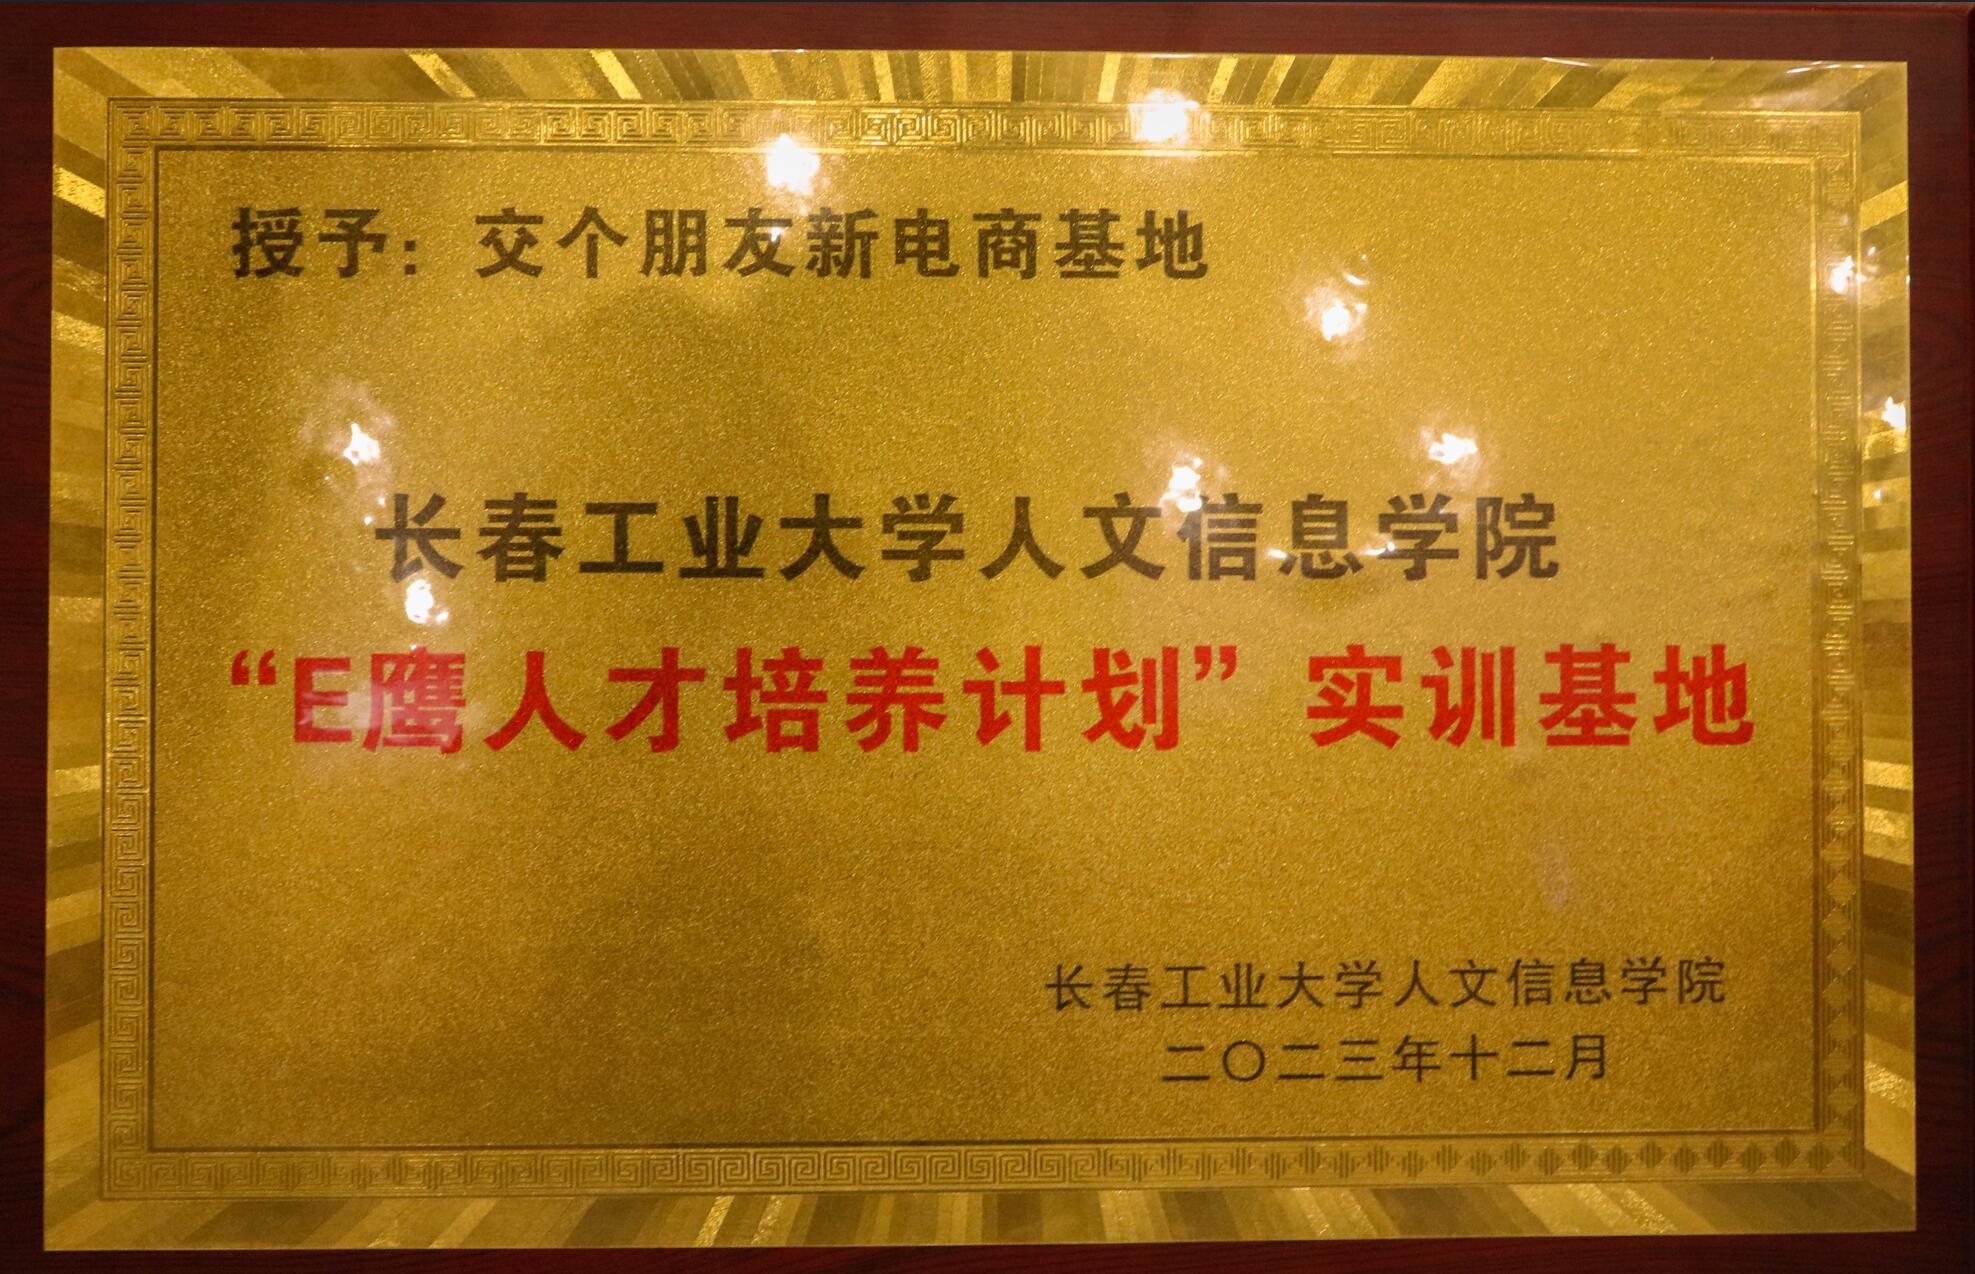 授予：交个朋友新电商基地
长春工业大学人文信息学院
“E鹰人才培养计划”实训基地
长春工业大学人文信息学院
二〇二三年十二月